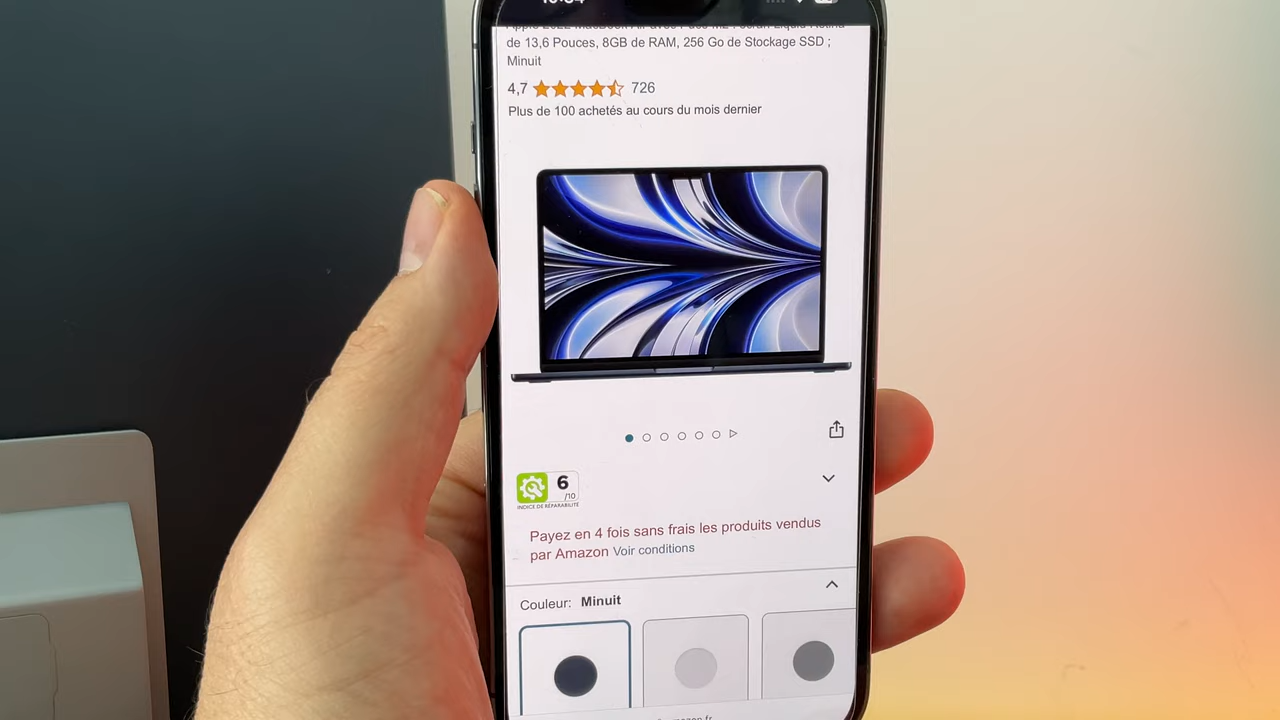 de 13,6 Pouces, 8GB de RAM, 256 Go de Stockage SSD ;
Minuit
4,7 726
Plus de 100 achetés au cours du mois dernier
6
/10
INDICE DE RÉPARABILITÉ
Payez en 4 fois sans frais les produits vendus
par Amazon Voir conditions
Couleur: Minuit